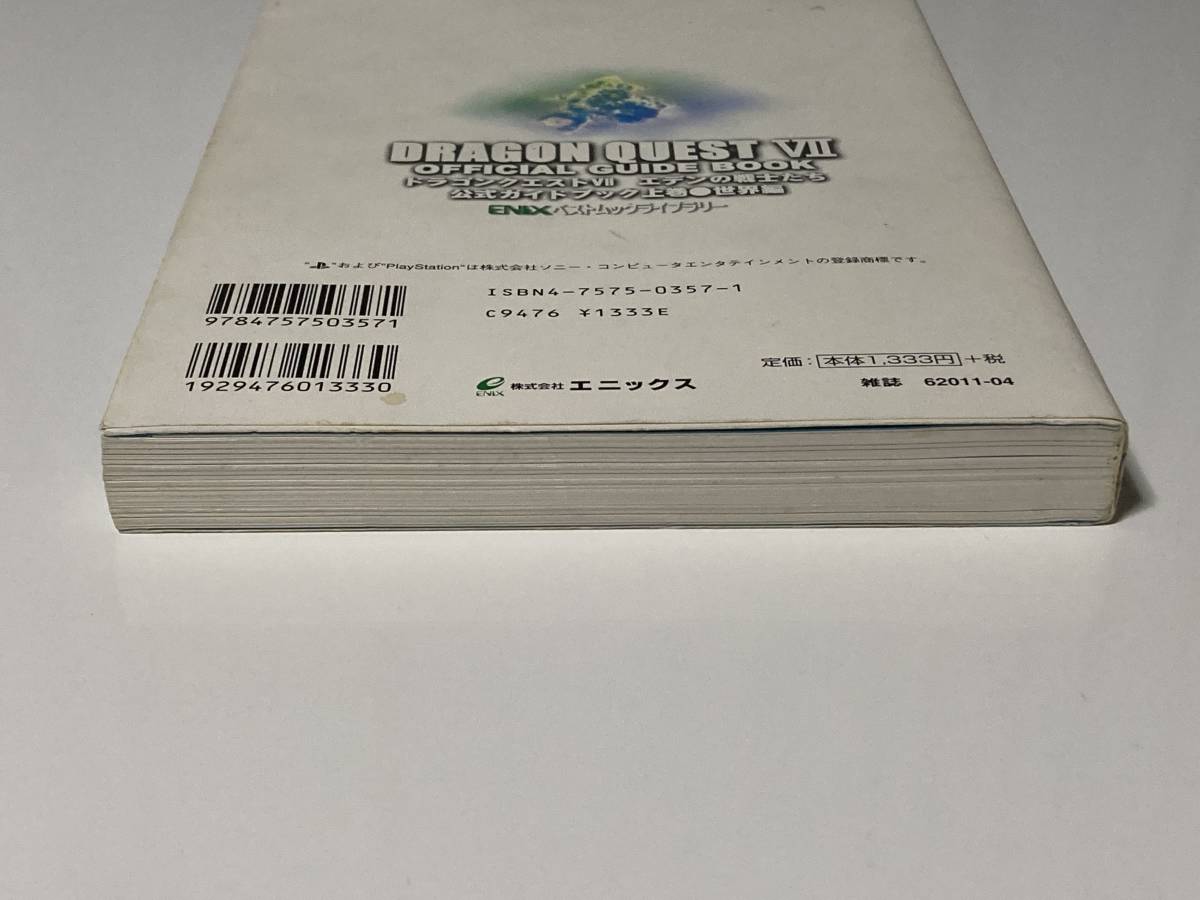 DRAGON QUEST VII
OFFICIAL GUIDE BOOK
ドラゴンクエストVII エデンの戦士たち
公式ガイドブック上巻●世界編
ENIXベストムックライブラリー
"PS"および"PlayStation"は株式会社ソニー・コンピュータエンタテインメントの登録商標です。
ISBN4-7575-0357-1
C9476 ¥1333E
9784757503571
1929476013330
定価：本体1,333円+税
ENIX 株式会社エニックス
雑誌 62011-04